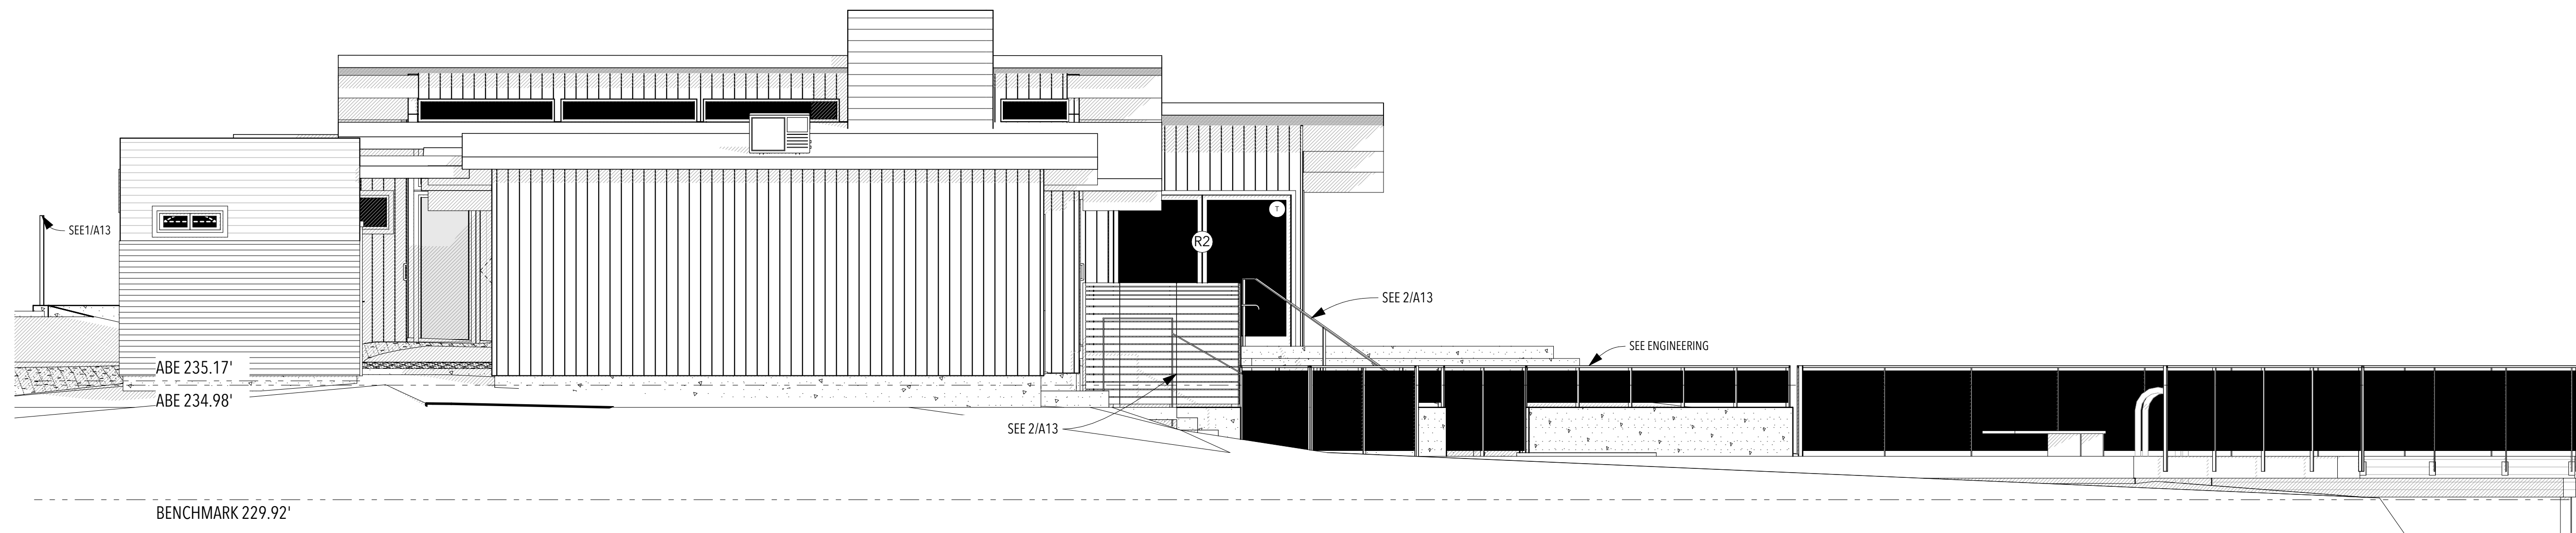 T
R2
SEE1/A13
SEE 2/A13
SEE ENGINEERING
ABE 235.17'
ABE 234.98'
SEE 2/A13
BENCHMARK 229.92'